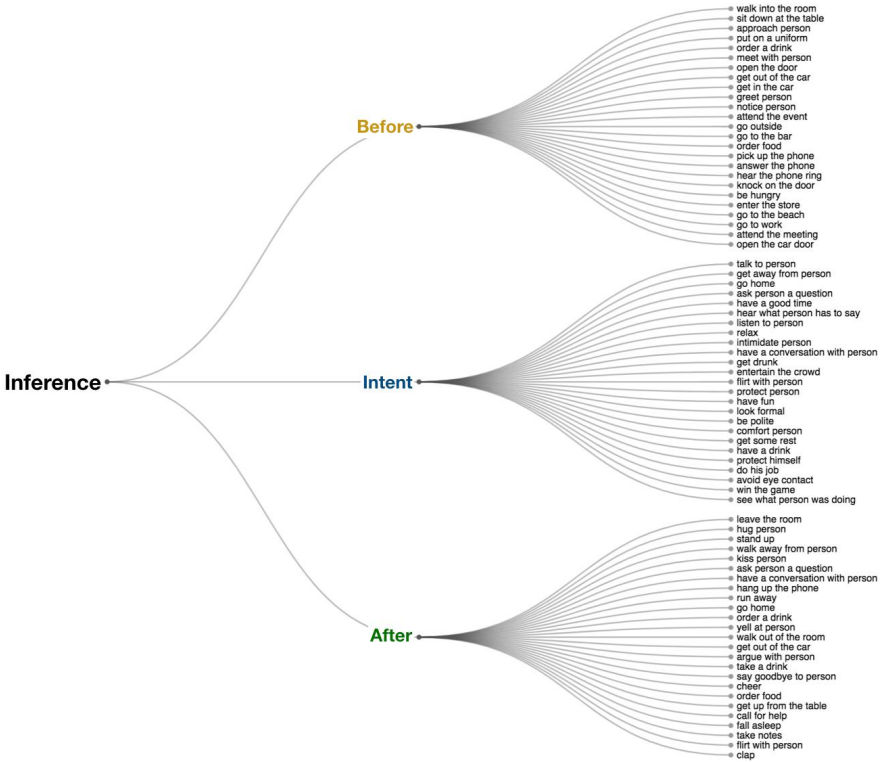 Inference
Before
walk into the room
sit down at the table
approach person
put on a uniform
order a drink
meet with person
open the door
get out of the car
get in the car
greet person
notice person
attend the event
go outside
go to the bar
order food
pick up the phone
answer the phone
hear the phone ring
knock on the door
be hungry
enter the store
go to the beach
go to work
attend the meeting
open the car door
Intent
talk to person
get away from person
go home
ask person a question
have a good time
hear what person has to say
listen to person
relax
intimidate person
have a conversation with person
get drunk
entertain the crowd
flirt with person
protect person
have fun
look formal
be polite
comfort person
get some rest
have a drink
protect himself
do his job
avoid eye contact
win the game
see what person was doing
After
leave the room
hug person
stand up
walk away from person
kiss person
ask person a question
have a conversation with person
hang up the phone
run away
go home
order a drink
yell at person
walk out of the room
get out of the car
argue with person
take a drink
say goodbye to person
cheer
order food
get up from the table
call for help
fall asleep
take notes
flirt with person
clap